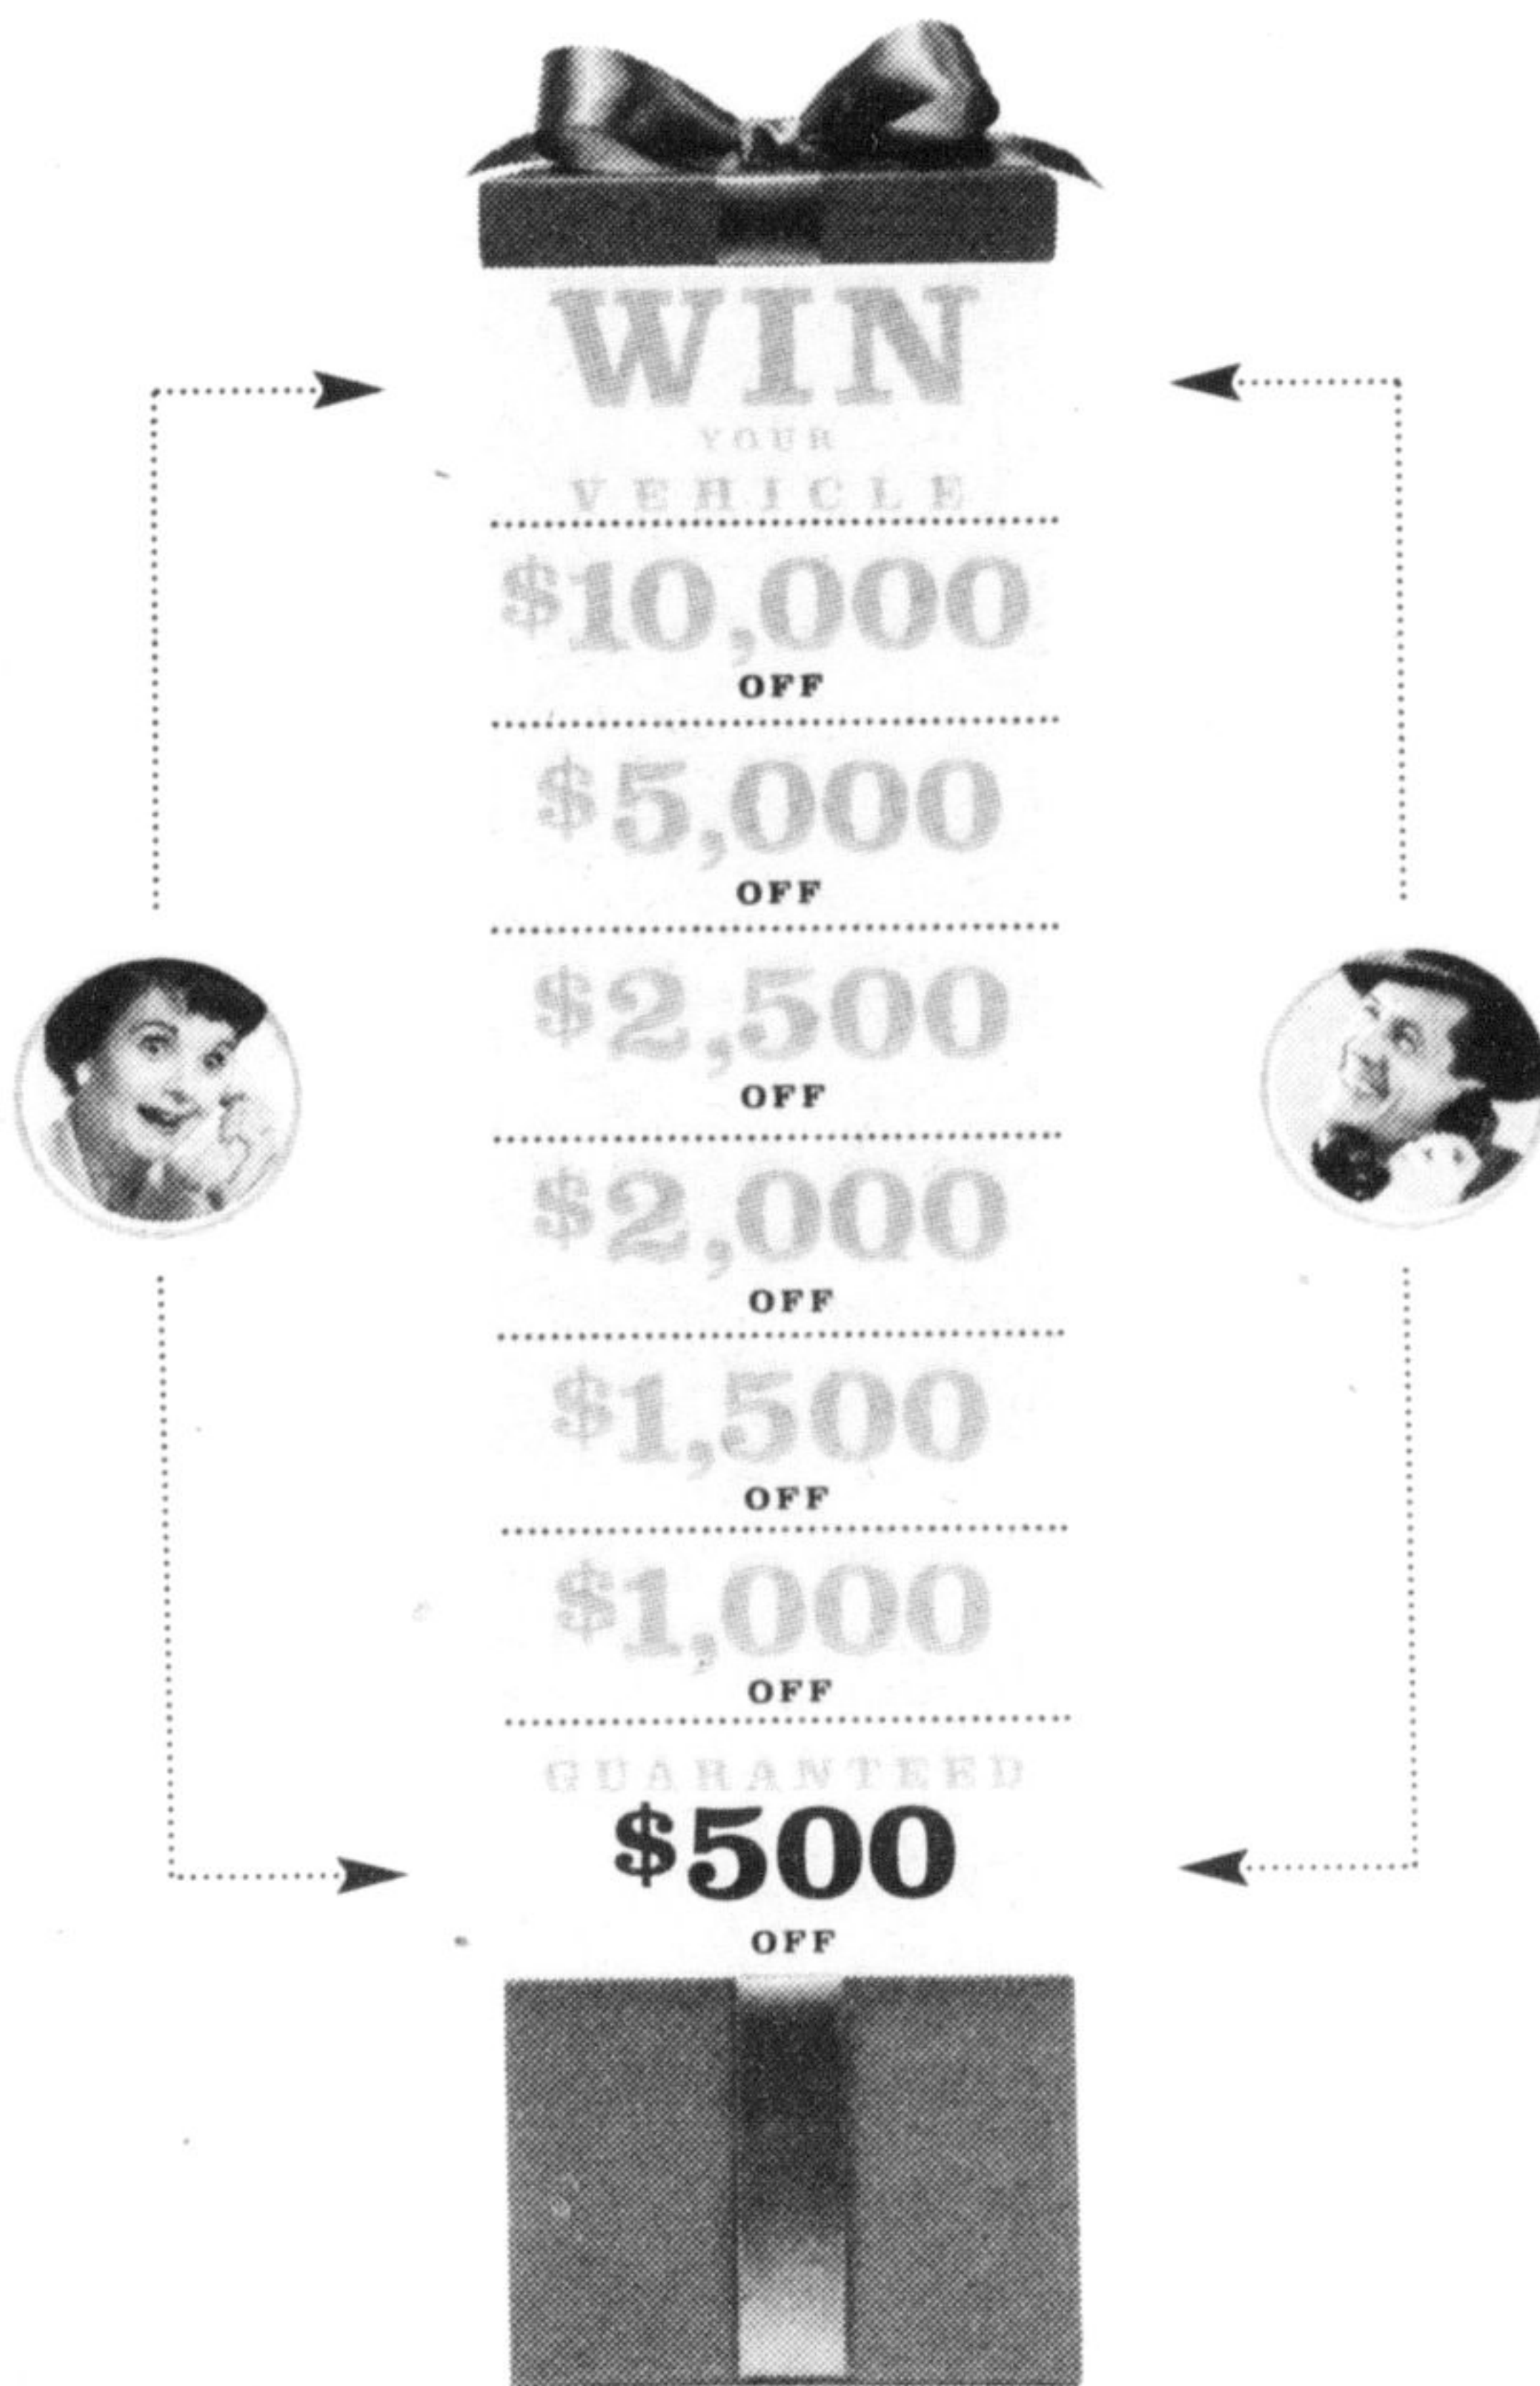 WIN
YOUR
VEHICLE
$10,000
OFF
$5,000
OFF
$2,500
OFF
$2,000
OFF
$1,500
OFF
$1,000
OFF
GUARANTEED
$500
OFF